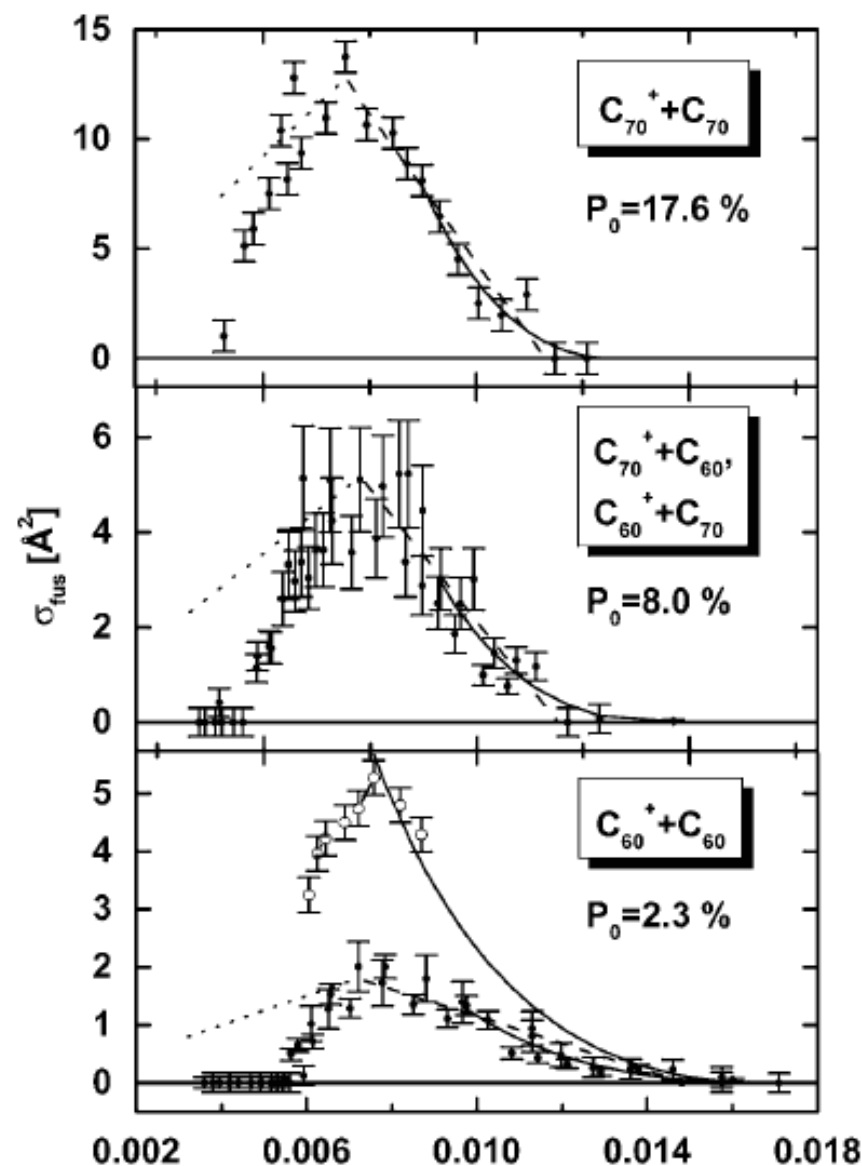 15
10
5
0
C₇₀⁺+C₇₀
P₀=17.6 %
6
4
2
0
C₇₀⁺+C₆₀,
C₆₀⁺+C₇₀
P₀=8.0 %
σfus [Å²]
5
4
3
2
1
0
C₆₀⁺+C₆₀
P₀=2.3 %
0.002 0.006 0.010 0.014 0.018